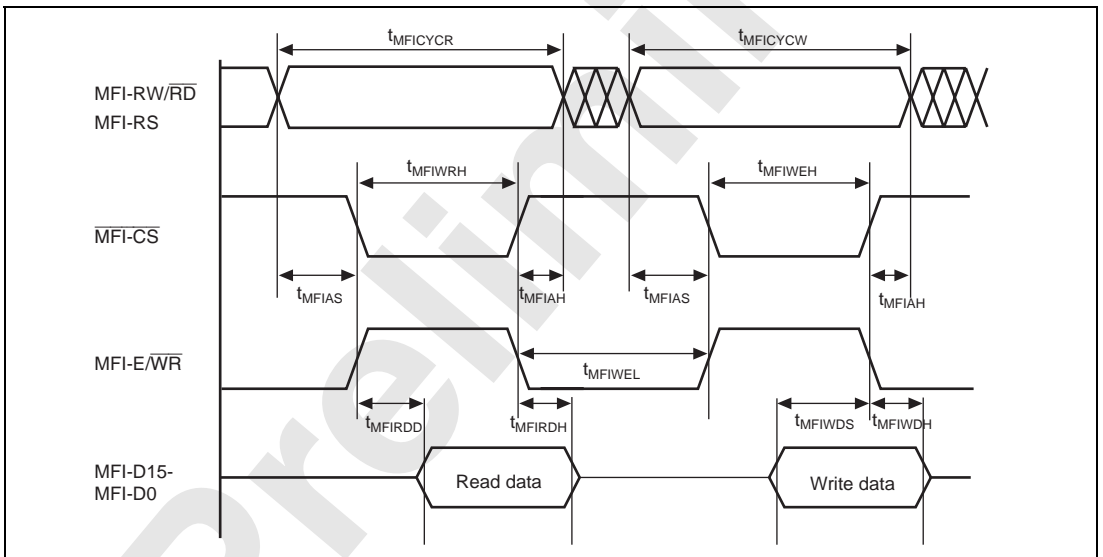 tMFICYCR tMFICYCW
MFI-RW/RD
MFI-RS
tMFIWRH tMFIWEH
MFI-CS
tMFIAS tMFIAH tMFIAS tMFIAH
MFI-E/WR
tMFIWEL
tMFIRDD tMFIRDH tMFIWDS tMFIWDH
MFI-D15-
MFI-D0
Read data Write data
Prelimi